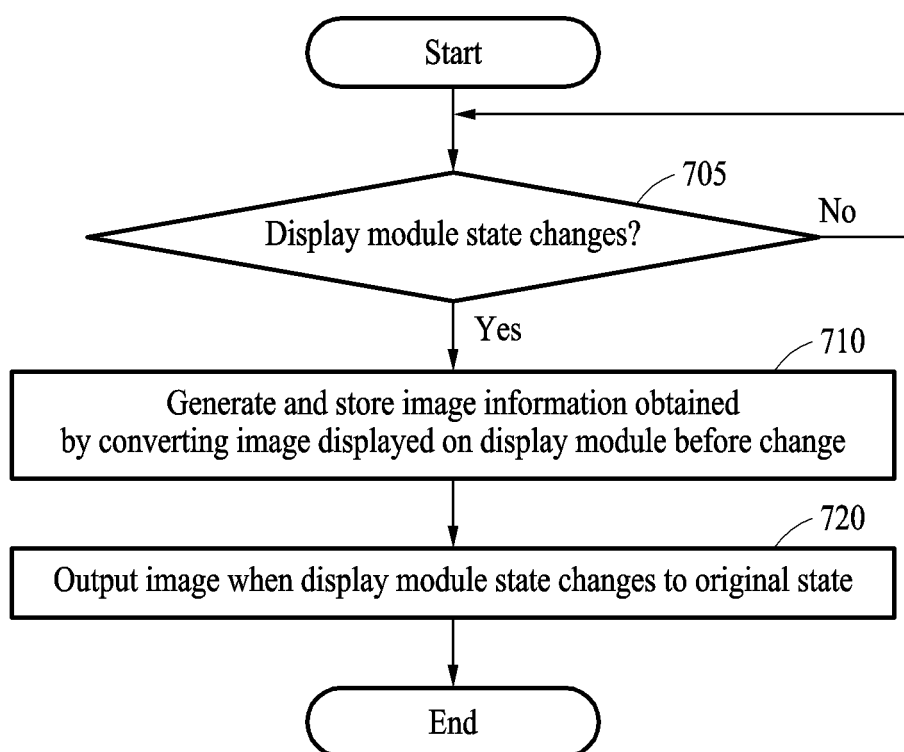 Start
705
Display module state changes?
No
Yes
710
Generate and store image information obtained
by converting image displayed on display module before change
720
Output image when display module state changes to original state
End